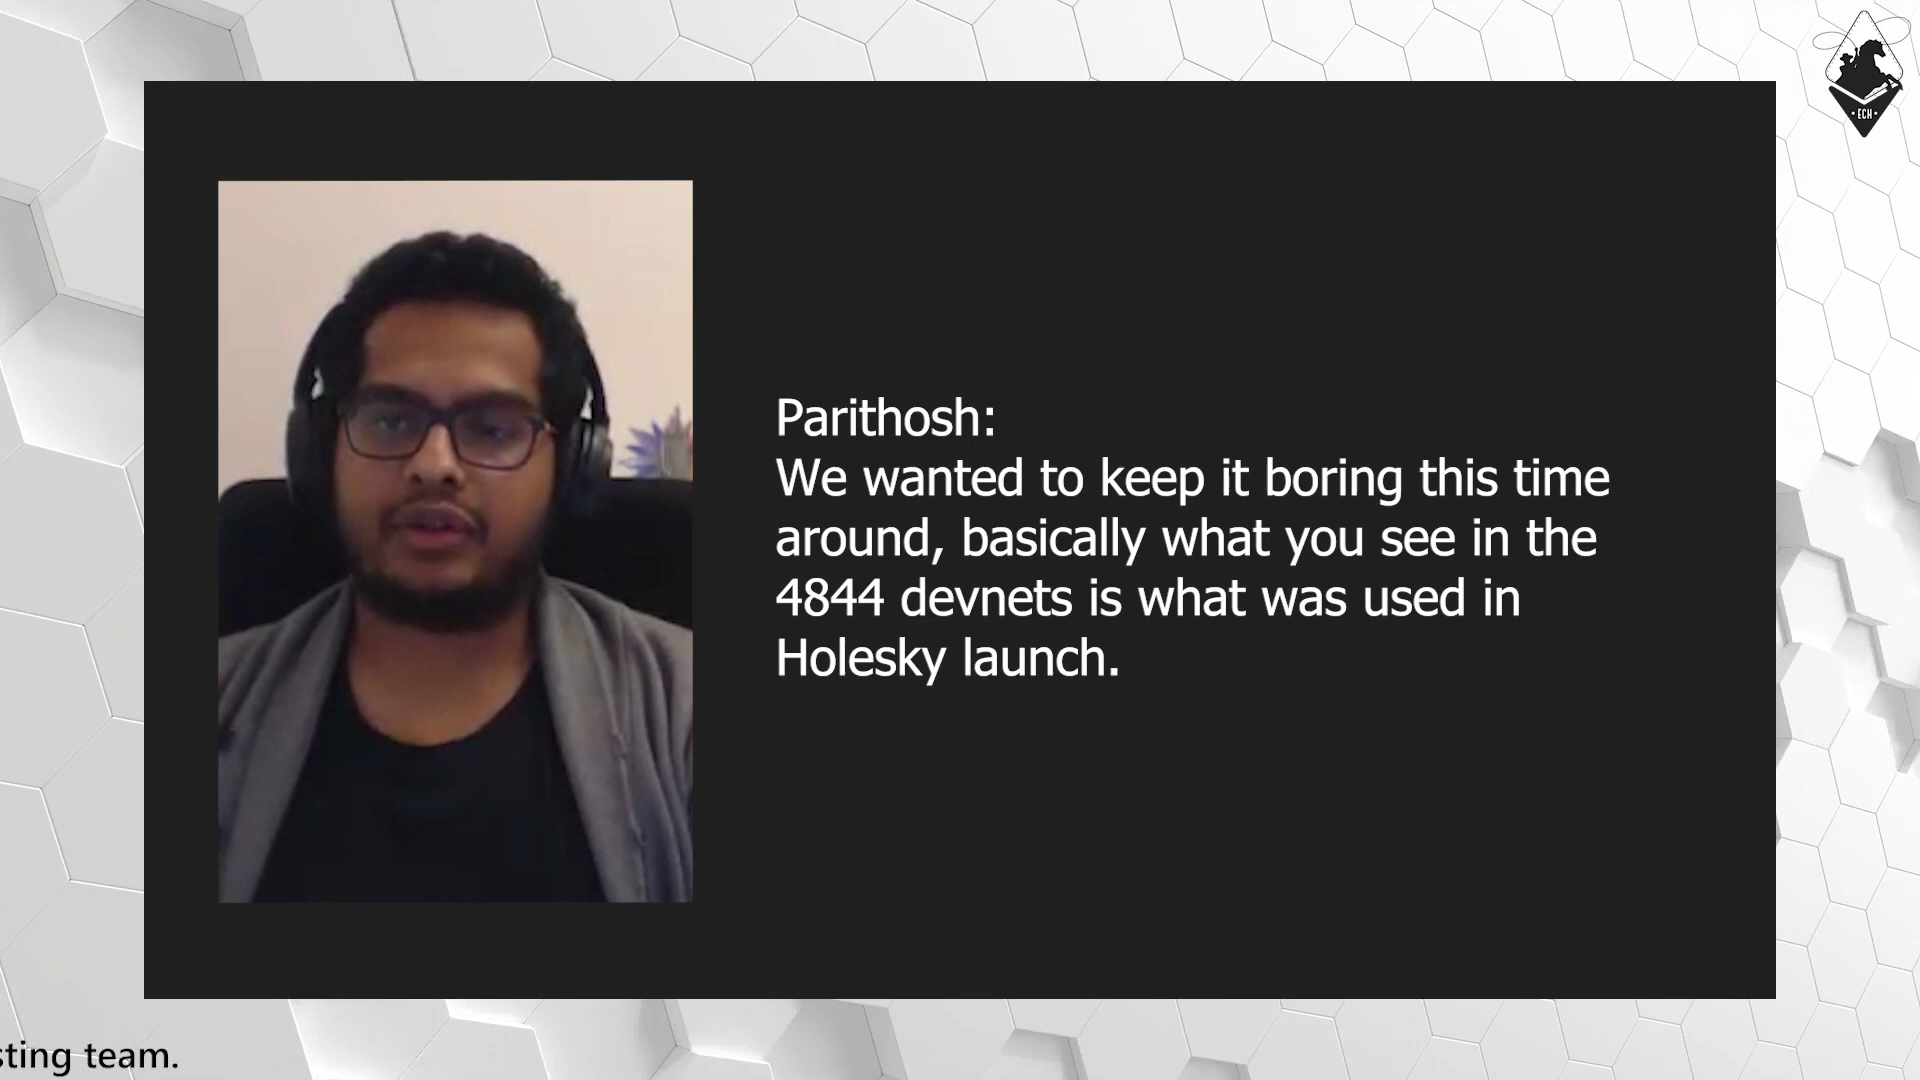 • ECH •
Parithosh:
We wanted to keep it boring this time
around, basically what you see in the
4844 devnets is what was used in
Holesky launch.
sting team.